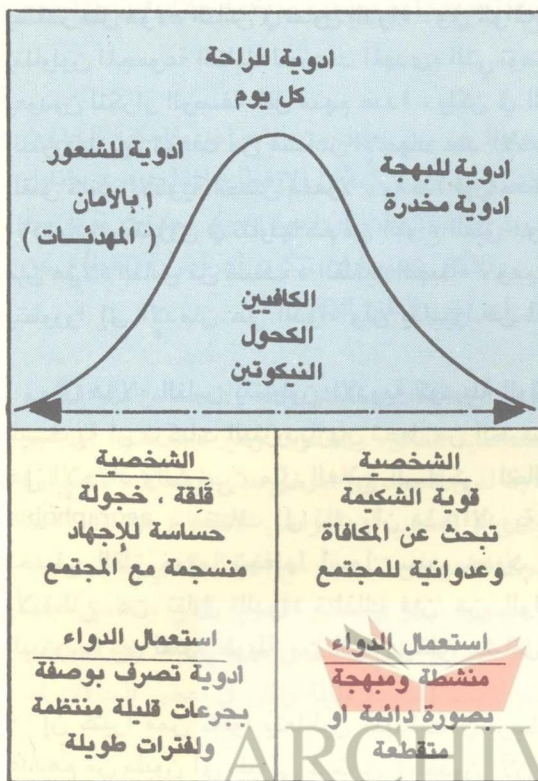 ادوية للراحة
كل يوم
ادوية للبهجة
ادوية مخدرة
ادوية للشعور
ابالامان
( المهدئات )
الكافيين
الكحول
النيكوتين
الشخصية
قوية الشكيمة
تبحث عن المكافأة
وعدوانية للمجتمع
استعمال الدواء
منشطة ومبهجة
بصورة دائمة او
متقطعة
الشخصية
قلقة ، خجولة
حساسة للإجهاد
منسجمة مع المجتمع
استعمال الدواء
ادوية تصرف بوصفة
بجرعات قليلة منتظمة
ولفترات طويلة
ARCHIV